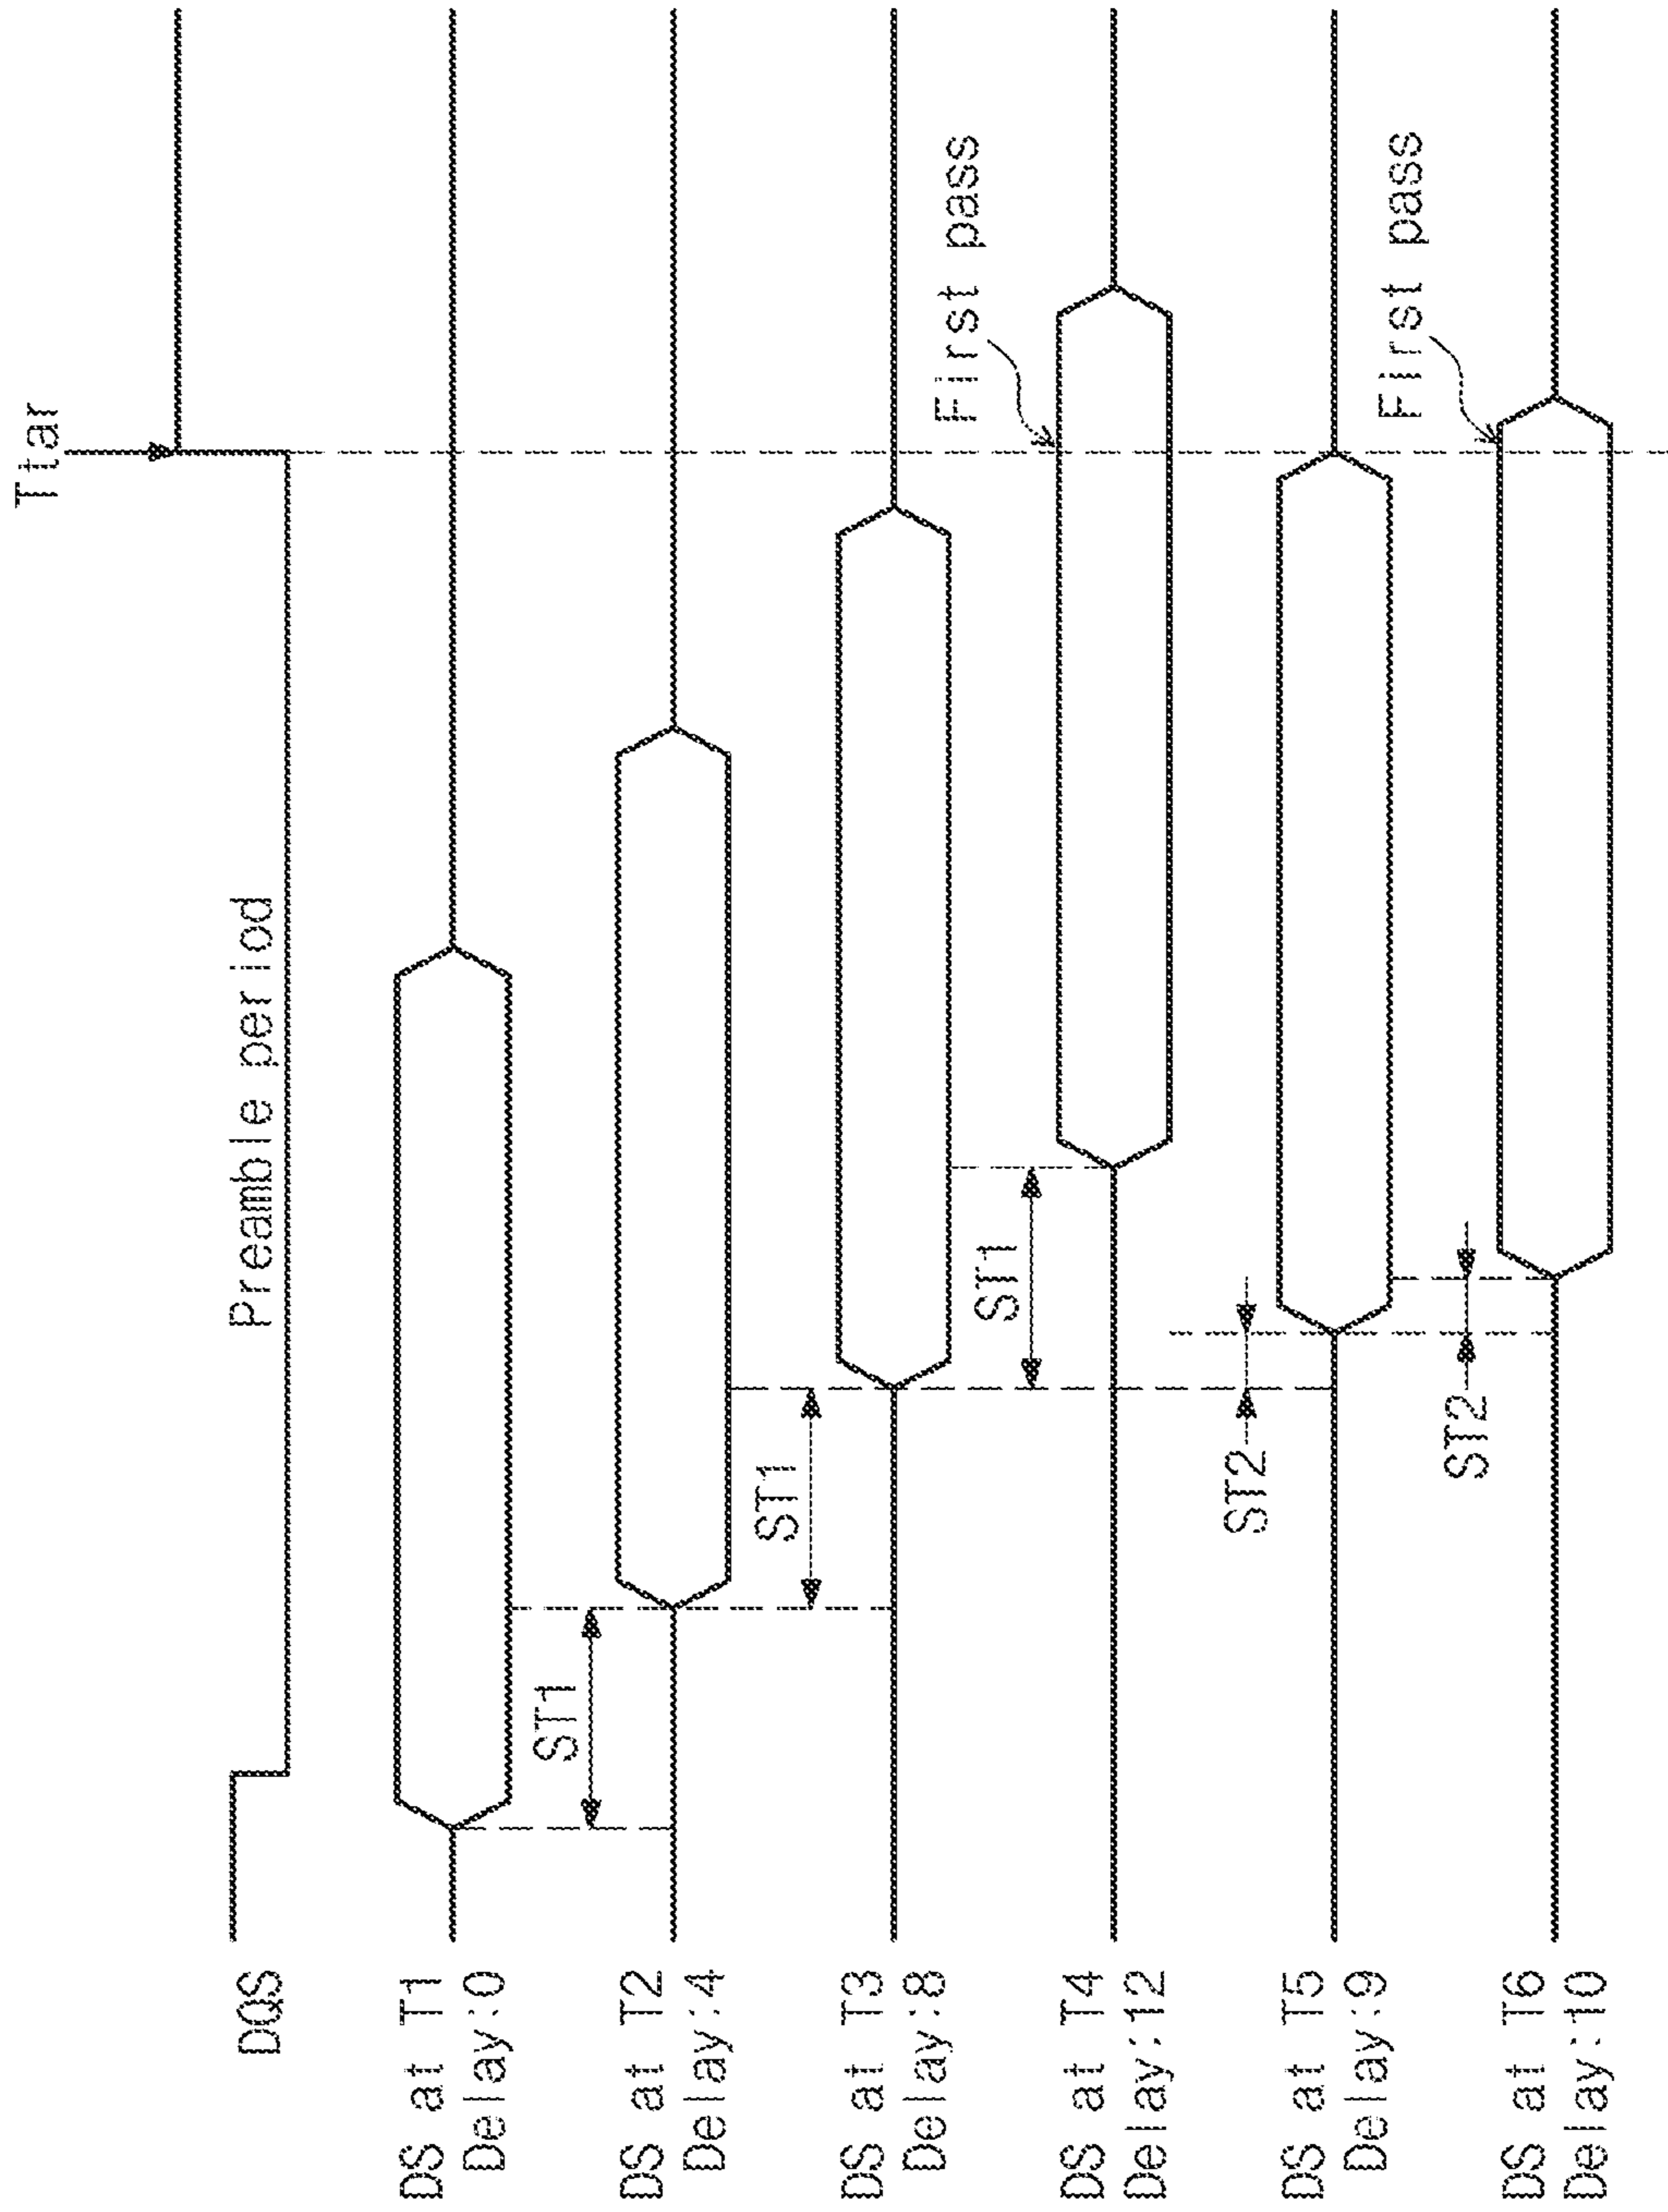 Ttar
DQS
Preamble period
DS at T1
Delay:0
ST1
DS at T2
Delay:4
ST1
DS at T3
Delay:8
First pass
ST1
DS at T4
Delay:12
ST2
DS at T5
Delay:9
First pass
ST2
DS at T6
Delay:10